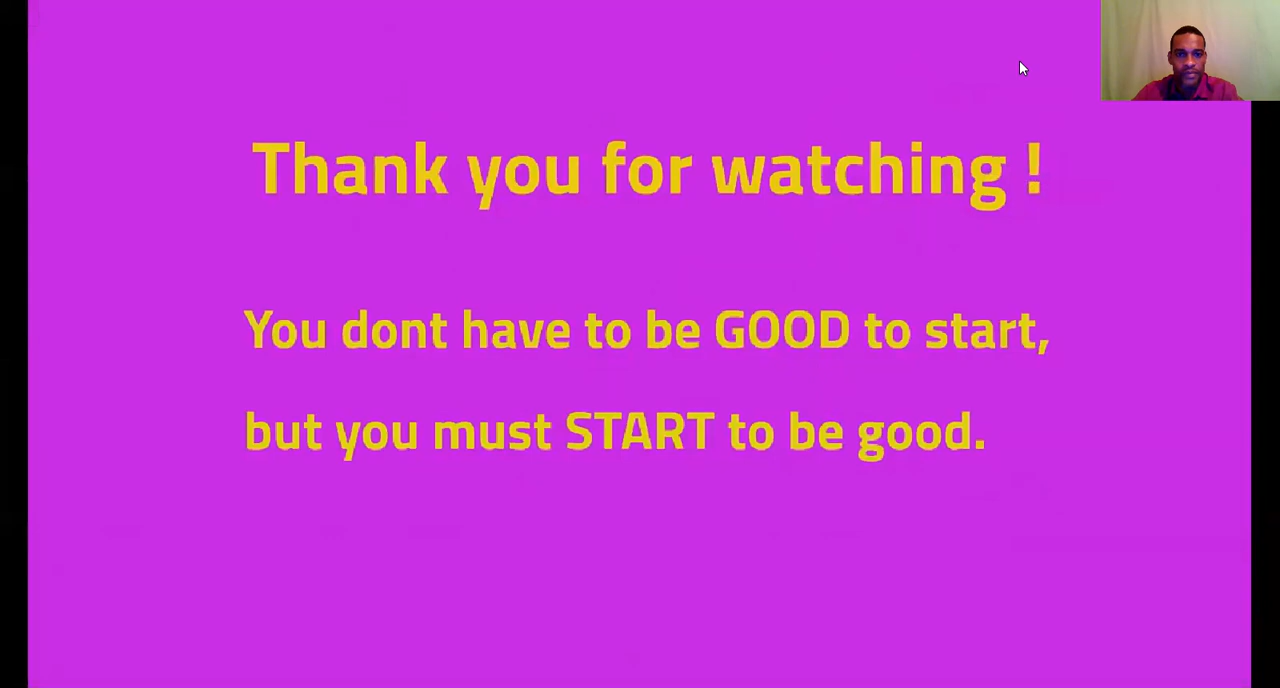 Thank you for watching !
You dont have to be GOOD to start,
but you must START to be good.